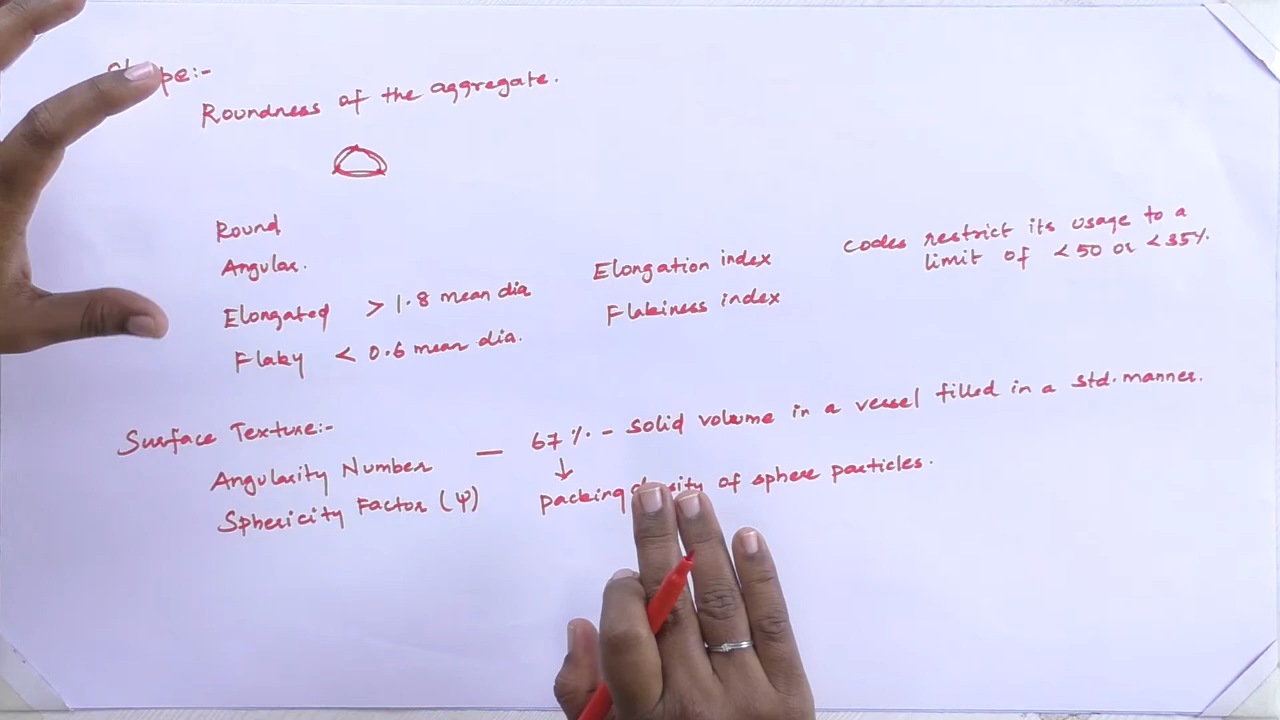 Roundness of the aggregate.
Round
Angular.
Elongated > 1.8 mean dia
Flaky < 0.6 mean dia.
Elongation index
Flakiness index
codes restrict its usage to a
limit of < 50 or < 35%.
Surface Texture:-
Angularity Number — 67% - solid volume in a vessel filled in a std. manner.
↓
Sphericity Factor (ψ)
packing of sphere particles.